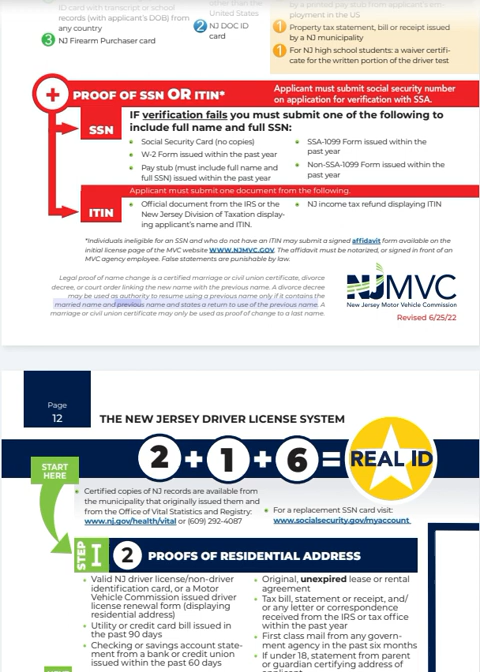 ID card with transcript or school
records (with applicant's DOB) from
any country
3 NJ Firearm Purchaser card
other than the
United States
2 NJ DOC ID
card
by a printed pay stub from applicant's em-
ployment in the US
1 Property tax statement, bill or receipt issued
by a NJ municipality
1 For NJ high school students: a waiver certifi-
cate for the written portion of the driver test
+ PROOF OF SSN OR ITIN*
Applicant must submit social security number
on application for verification with SSA.
SSN
IF verification fails you must submit one of the following to
include full name and full SSN:
• Social Security Card (no copies)
• W-2 Form issued within the past year
• Pay stub (must include full name and
full SSN) issued within the past year
• SSA-1099 Form issued within the
past year
• Non-SSA-1099 Form issued within the
past year
ITIN
Applicant must submit one document from the following.
• Official document from the IRS or the
New Jersey Division of Taxation display-
ing applicant's name and ITIN.
• NJ income tax refund displaying ITIN
*Individuals ineligible for an SSN and who do not have an ITIN may submit a signed affidavit form available on the
initial license page of the MVC website WWW.NJMVC.GOV. The affidavit must be notarized, or signed in front of an
MVC agency employee. False statements are punishable by law.
Legal proof of name change is a certified marriage or civil union certificate, divorce
decree, or court order linking the new name with the previous name. A divorce decree
may be used as authority to resume using a previous name only if it contains the
married name and previous name and states a return to use of the previous name. A
marriage or civil union certificate may only be used as proof of change to a last name.
NJMVC
New Jersey Motor Vehicle Commission
Revised 6/25/22
Page
12
THE NEW JERSEY DRIVER LICENSE SYSTEM
2 + 1 + 6 = REAL ID
START
HERE
• Certified copies of NJ records are available from
the municipality that originally issued them and
from the Office of Vital Statistics and Registry:
www.nj.gov/health/vital or (609) 292-4087
• For a replacement SSN card visit:
www.socialsecurity.gov/myaccount
STEP I
2 PROOFS OF RESIDENTIAL ADDRESS
• Valid NJ driver license/non-driver
identification card, or a Motor
Vehicle Commission issued driver
license renewal form (displaying
residential address)
• Utility or credit card bill issued in
the past 90 days
• Checking or savings account state-
ment from a bank or credit union
issued within the past 60 days
• Original, unexpired lease or rental
agreement
• Tax bill, statement or receipt, and/
or any letter or correspondence
received from the IRS or tax office
within the past year
• First class mail from any govern-
ment agency in the past six months
• If under 18, statement from parent
or guardian certifying address of